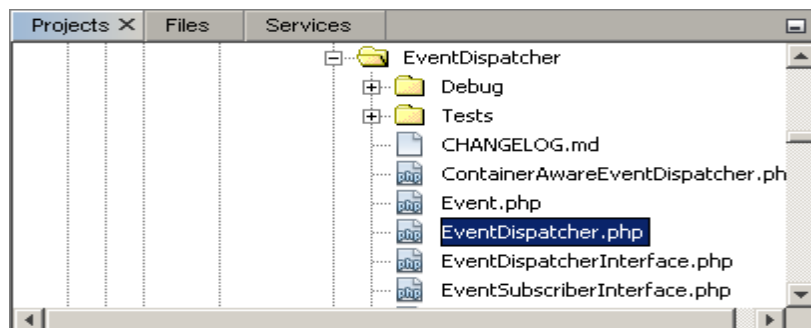 Projects Files Services
EventDispatcher
Debug
Tests
CHANGELOG.md
ContainerAwareEventDispatcher.ph
Event.php
EventDispatcher.php
EventDispatcherInterface.php
EventSubscriberInterface.php